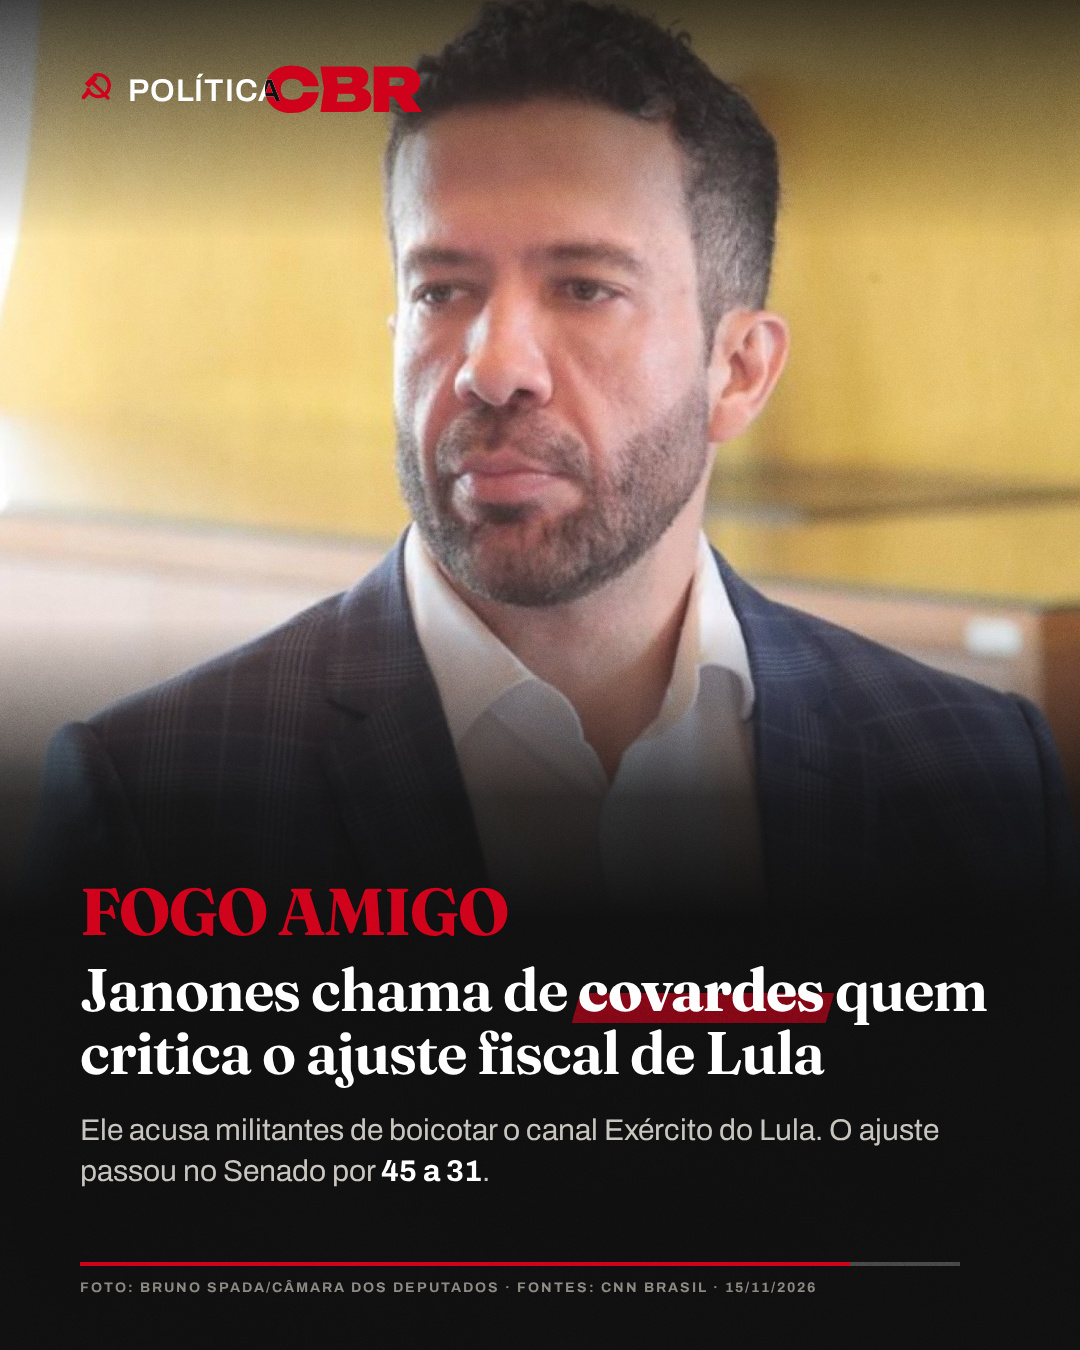 POLÍTICA CBR
FOGO AMIGO
Janones chama de covardes quem
critica o ajuste fiscal de Lula
Ele acusa militantes de boicotar o canal Exército do Lula. O ajuste
passou no Senado por 45 a 31.
FOTO: BRUNO SPADA/CÂMARA DOS DEPUTADOS · FONTES: CNN BRASIL · 15/11/2026